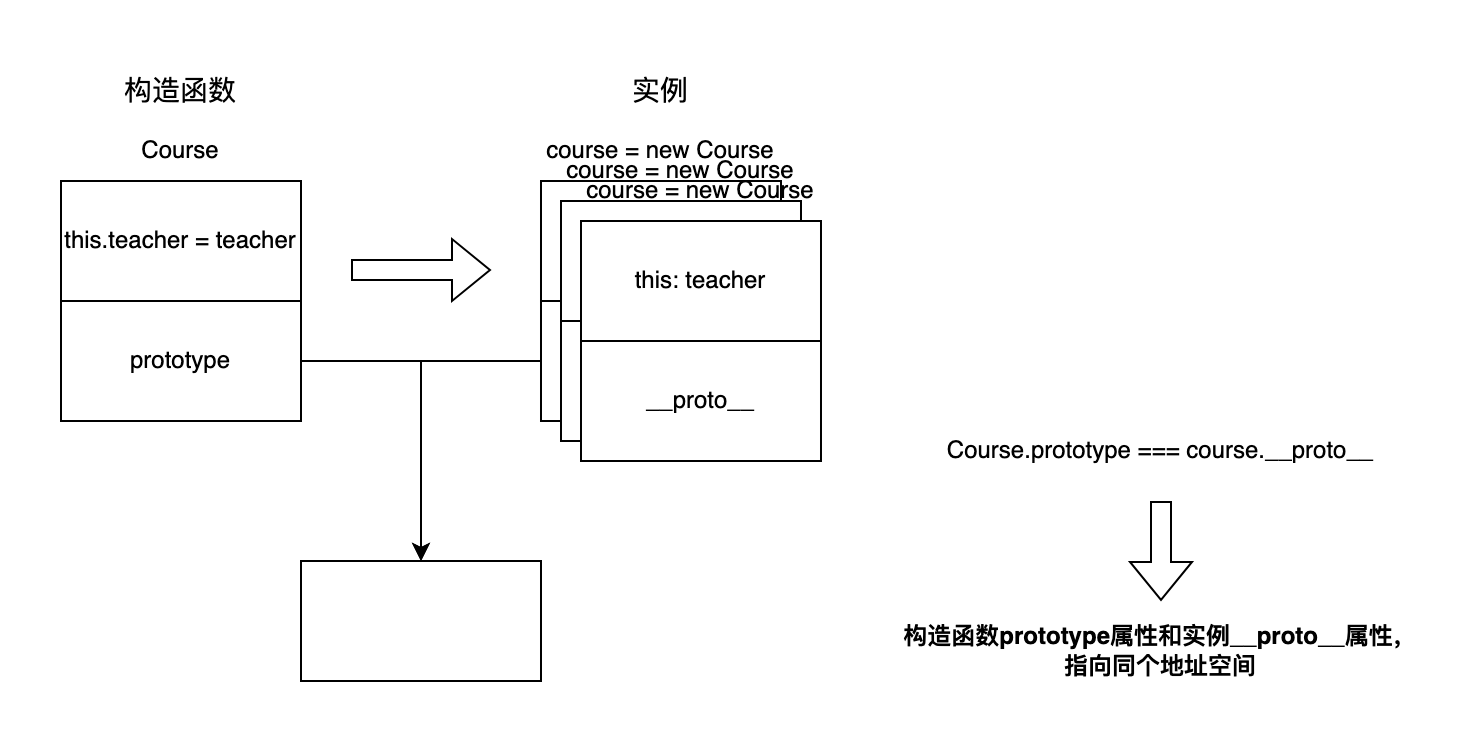 构造函数
实例
Course
course = new Course
course = new Course
course = new Course
this.teacher = teacher
this: teacher
prototype
__proto__
Course.prototype === course.__proto__
构造函数prototype属性和实例__proto__属性，
指向同个地址空间